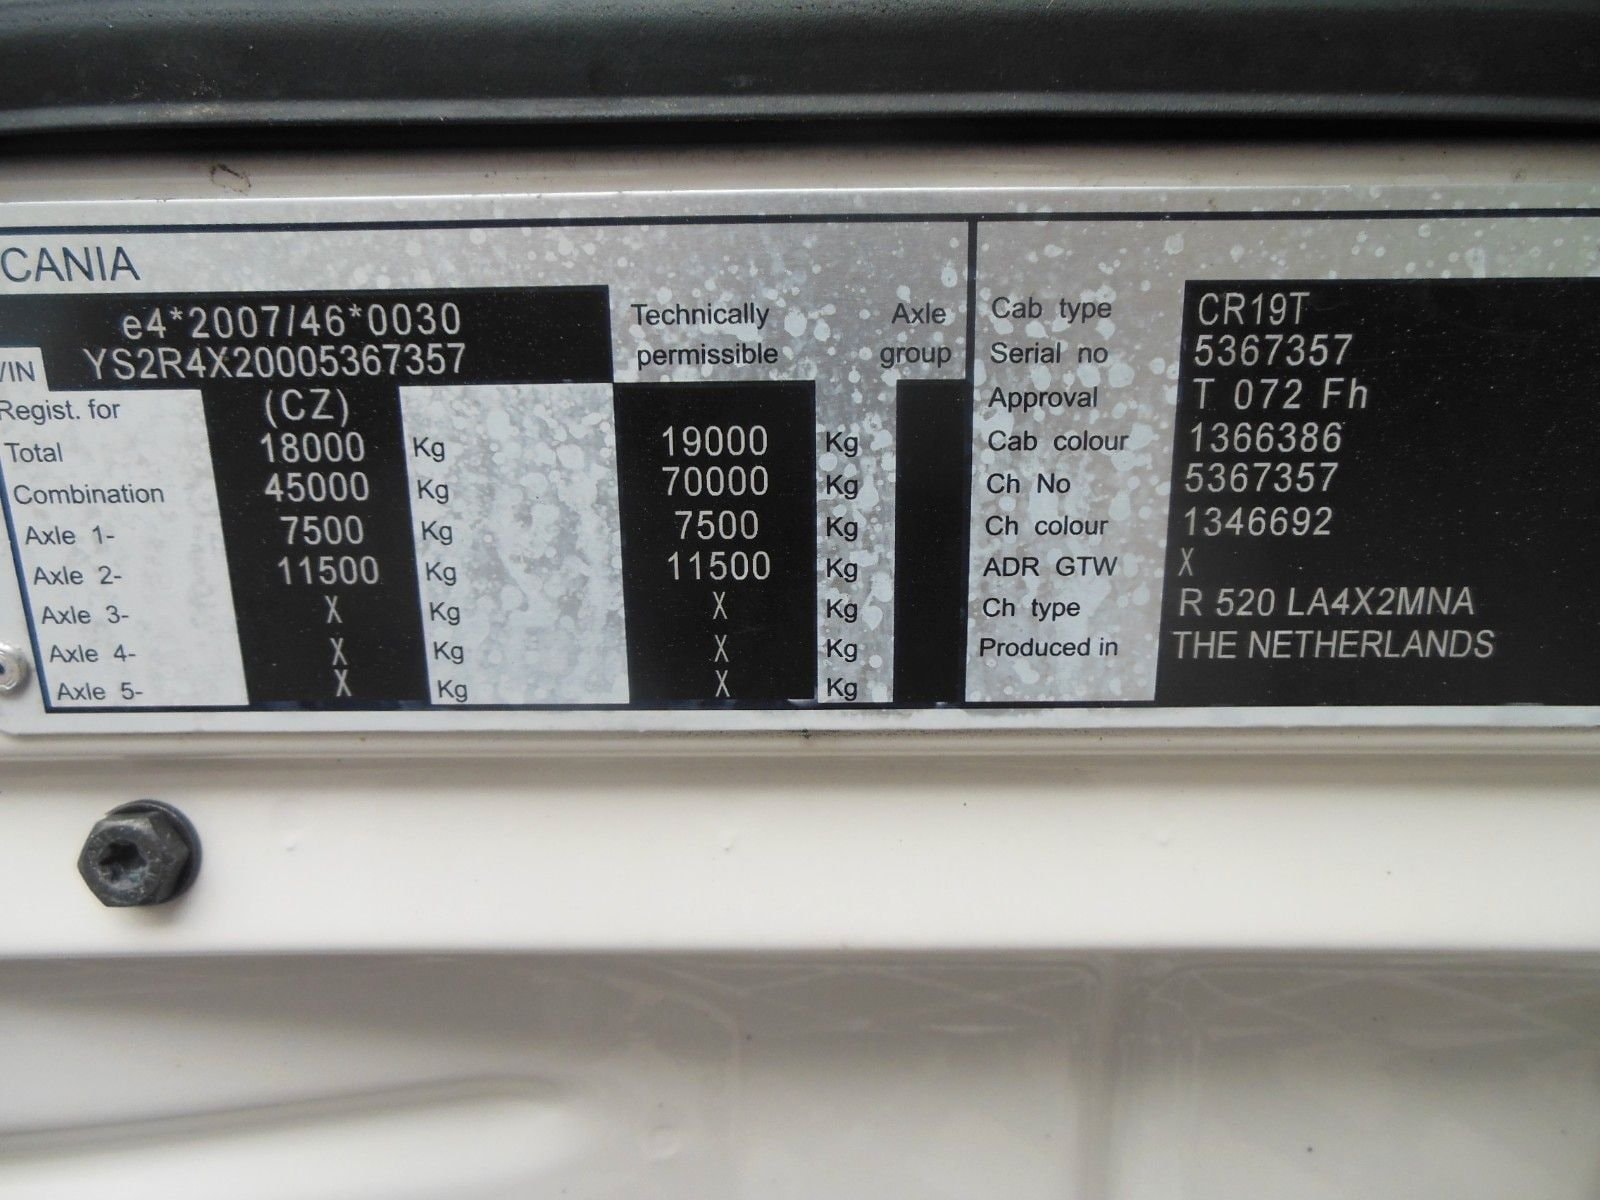 CANIA
e4*2007/46*0030
VIN YS2R4X20005367357
Technically permissible
Axle group
Regist. for (CZ)
Total 18000 Kg 19000 Kg
Combination 45000 Kg 70000 Kg
Axle 1- 7500 Kg 7500 Kg
Axle 2- 11500 Kg 11500 Kg
Axle 3- X Kg X Kg
Axle 4- X Kg X Kg
Axle 5- X Kg X Kg
Cab type CR19T
Serial no 5367357
Approval T 072 Fh
Cab colour 1366386
Ch No 5367357
Ch colour 1346692
ADR GTW X
Ch type R 520 LA4X2MNA
Produced in THE NETHERLANDS